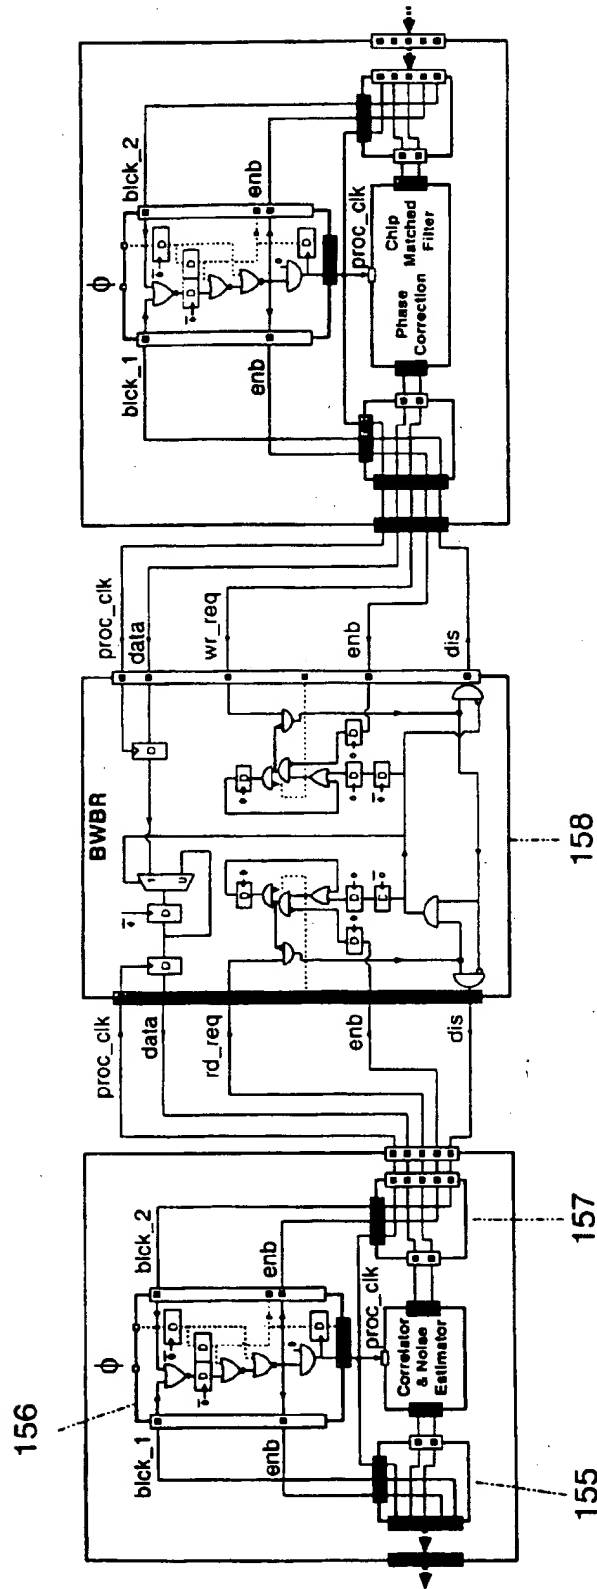 156
ϕ
blck_1
blck_2
enb
enb
D
D
D
D
proc_clk
Correlator
& Noise
Estimator
155
157
proc_clk
data
rd_req
enb
dis
BWBR
1
D
D
D
D
D
D
D
D
D
D
proc_clk
data
wr_req
enb
dis
158
ϕ
blck_1
blck_2
enb
enb
D
D
D
D
proc_clk
Phase
Correction
Chip
Matched
Filter